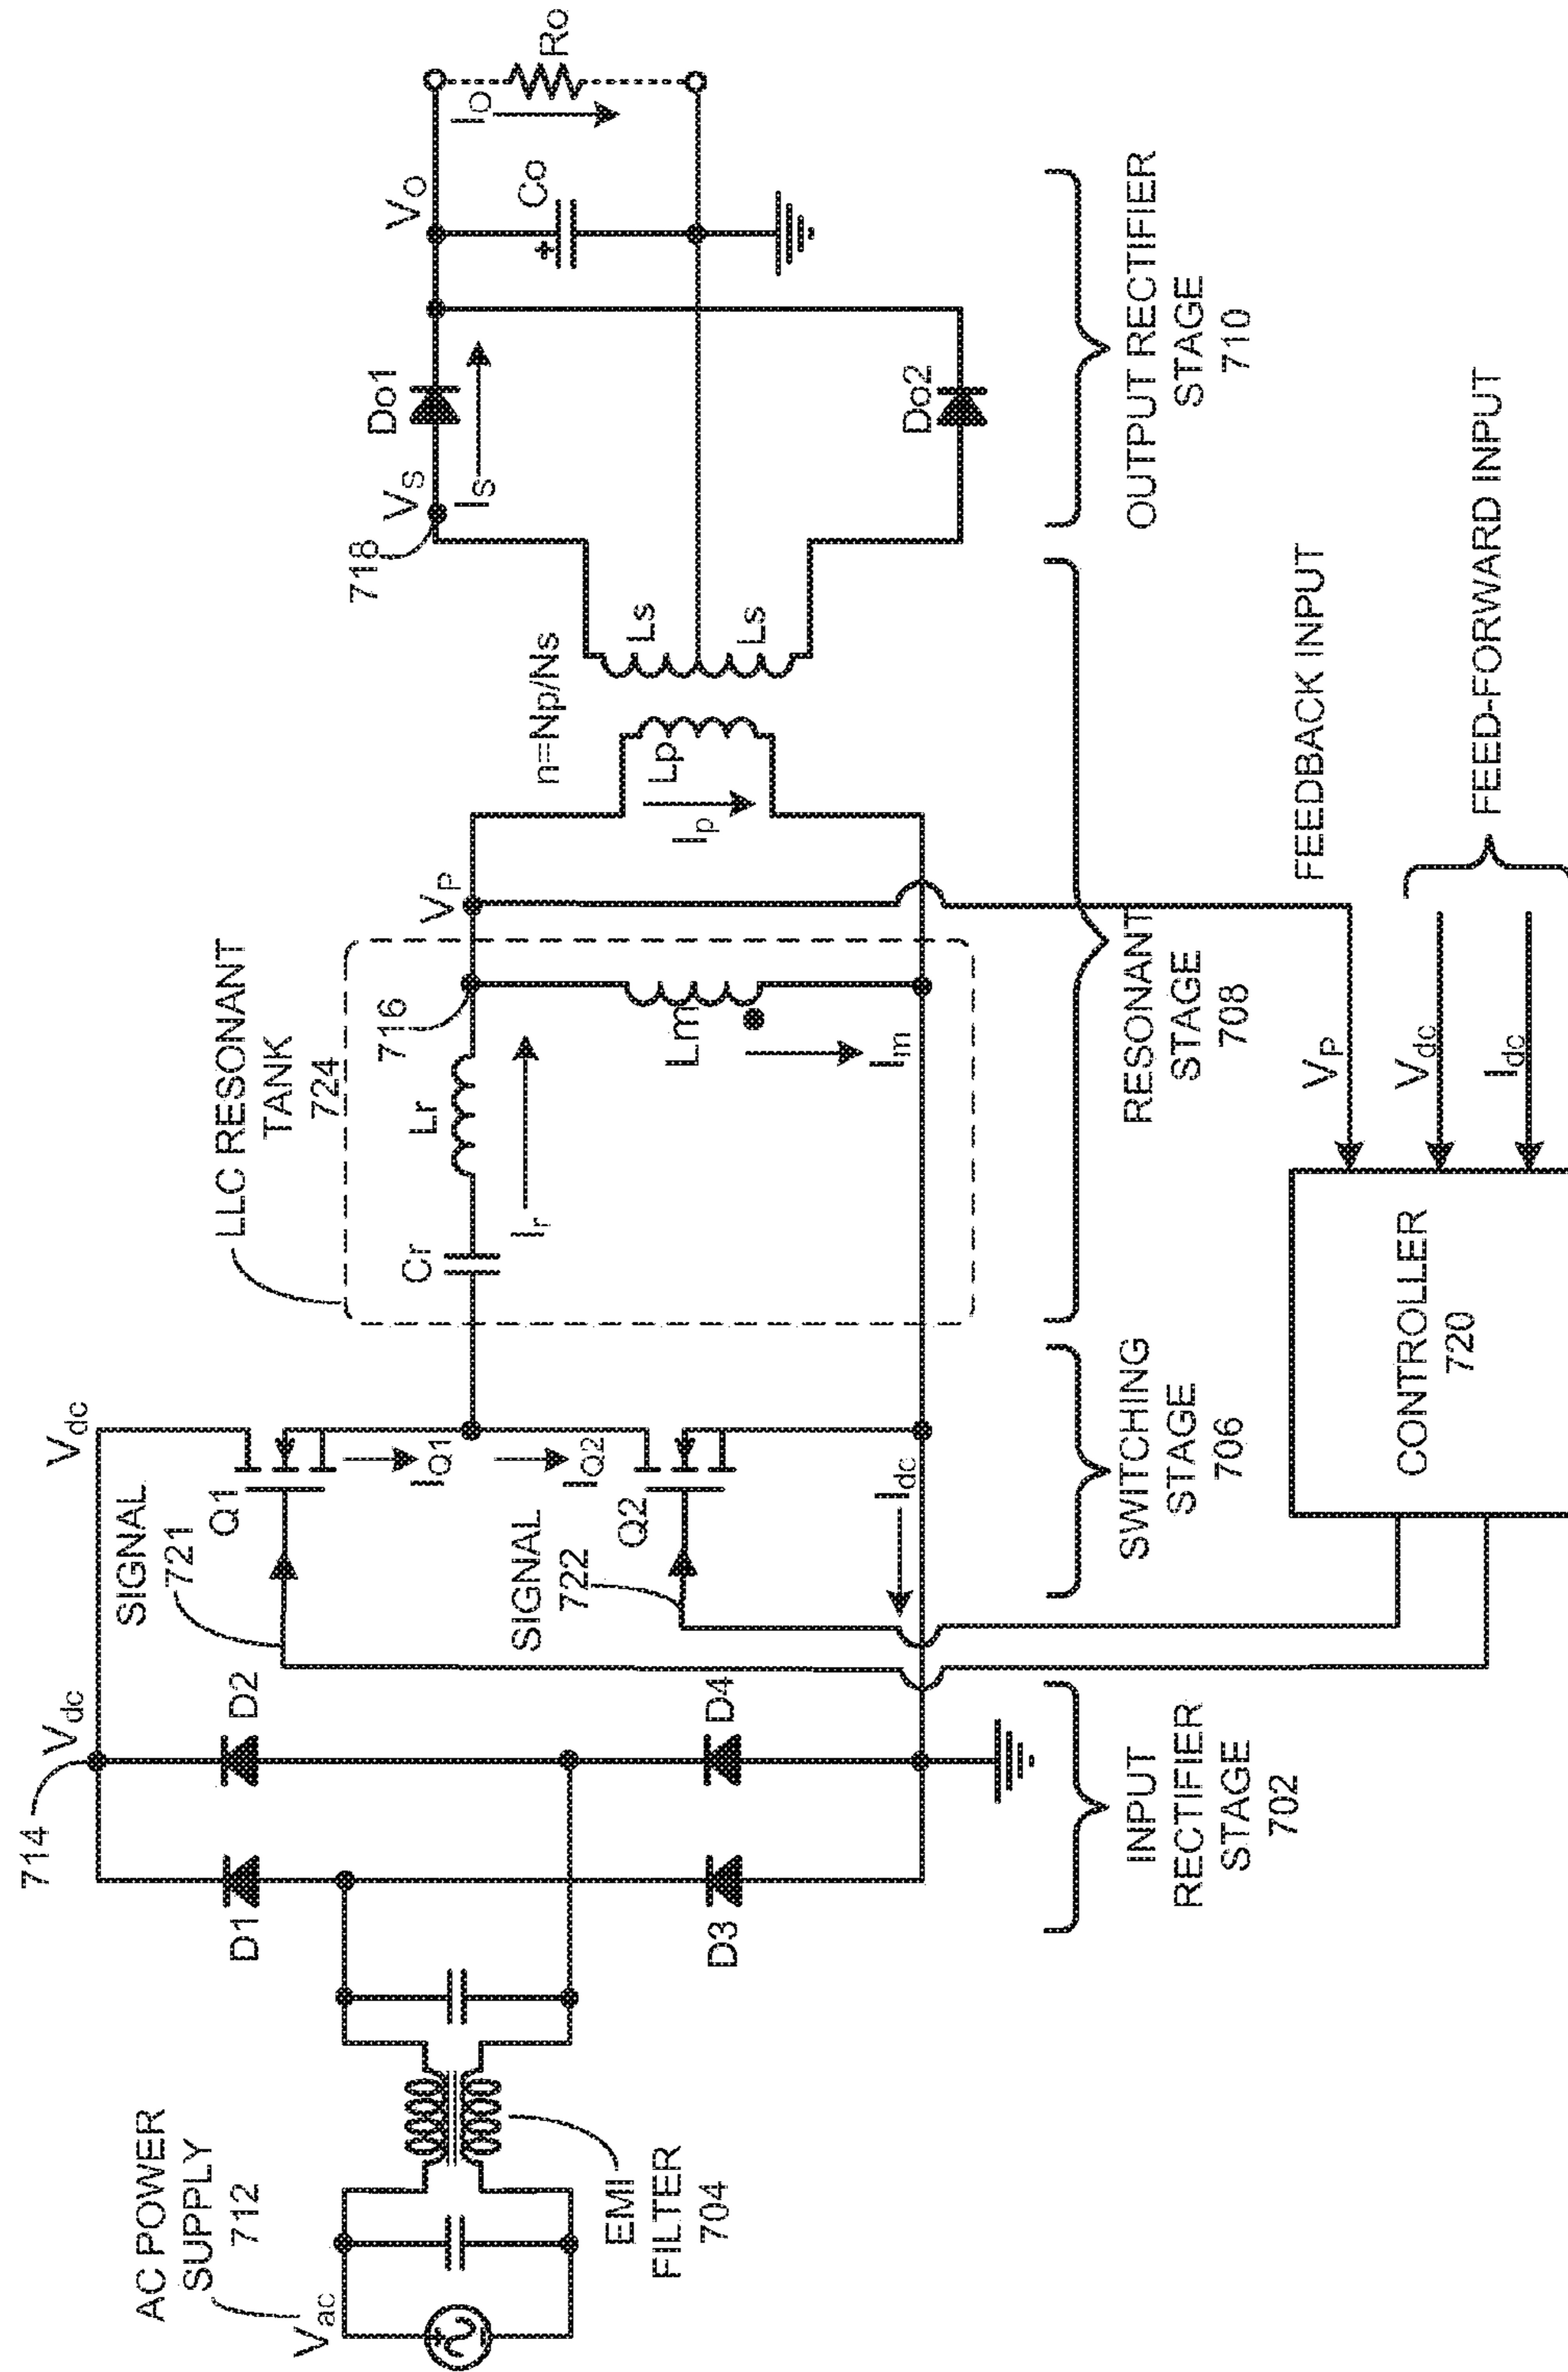 AC POWER
SUPPLY
712
Vac
EMI
FILTER
704
714
Vdc
D1
D2
D3
D4
INPUT
RECTIFIER
STAGE
702
Vdc
SIGNAL
721
Q1
IQ1
IQ2
SIGNAL
722
Q2
Idc
SWITCHING
STAGE
706
LLC RESONANT
TANK
724
Cr
Lr
Ir
716
Lm
Im
VP
Ip
Lp
n=Np/Ns
Ls
Ls
RESONANT
STAGE
708
718
VS
IS
Do1
Do2
VO
Co
IO
Ro
OUTPUT RECTIFIER
STAGE
710
CONTROLLER
720
VP
Vdc
Idc
FEEDBACK INPUT
FEED-FORWARD INPUT